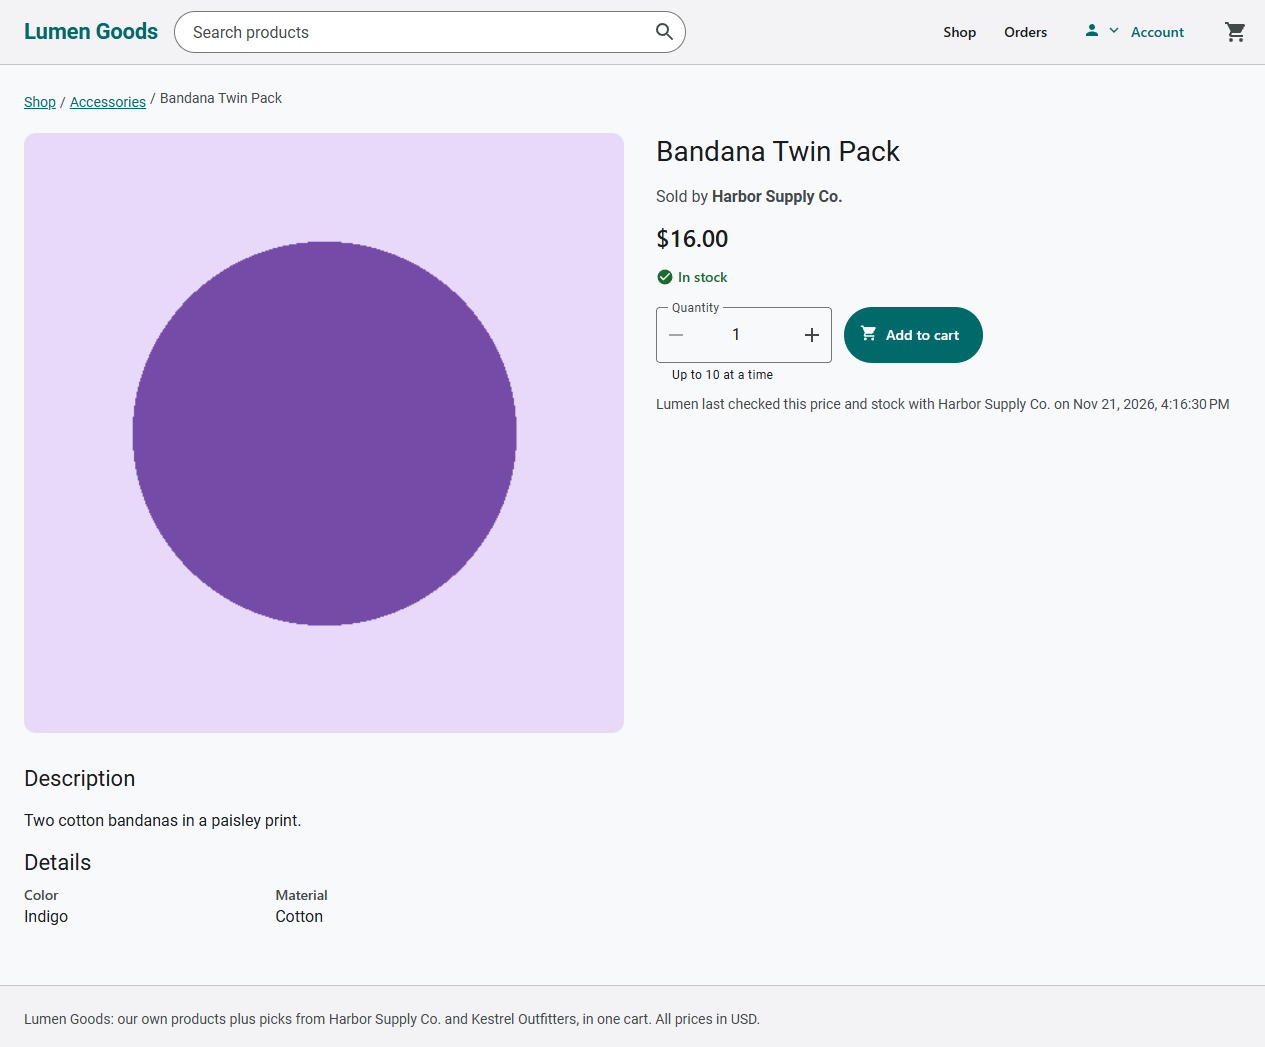 Lumen Goods
Search products
Shop
Orders
Account
Shop / Accessories / Bandana Twin Pack
Bandana Twin Pack
Sold by Harbor Supply Co.
$16.00
In stock
Quantity
1
Add to cart
Up to 10 at a time
Lumen last checked this price and stock with Harbor Supply Co. on Nov 21, 2026, 4:16:30 PM
Description
Two cotton bandanas in a paisley print.
Details
Color
Indigo
Material
Cotton
Lumen Goods: our own products plus picks from Harbor Supply Co. and Kestrel Outfitters, in one cart. All prices in USD.